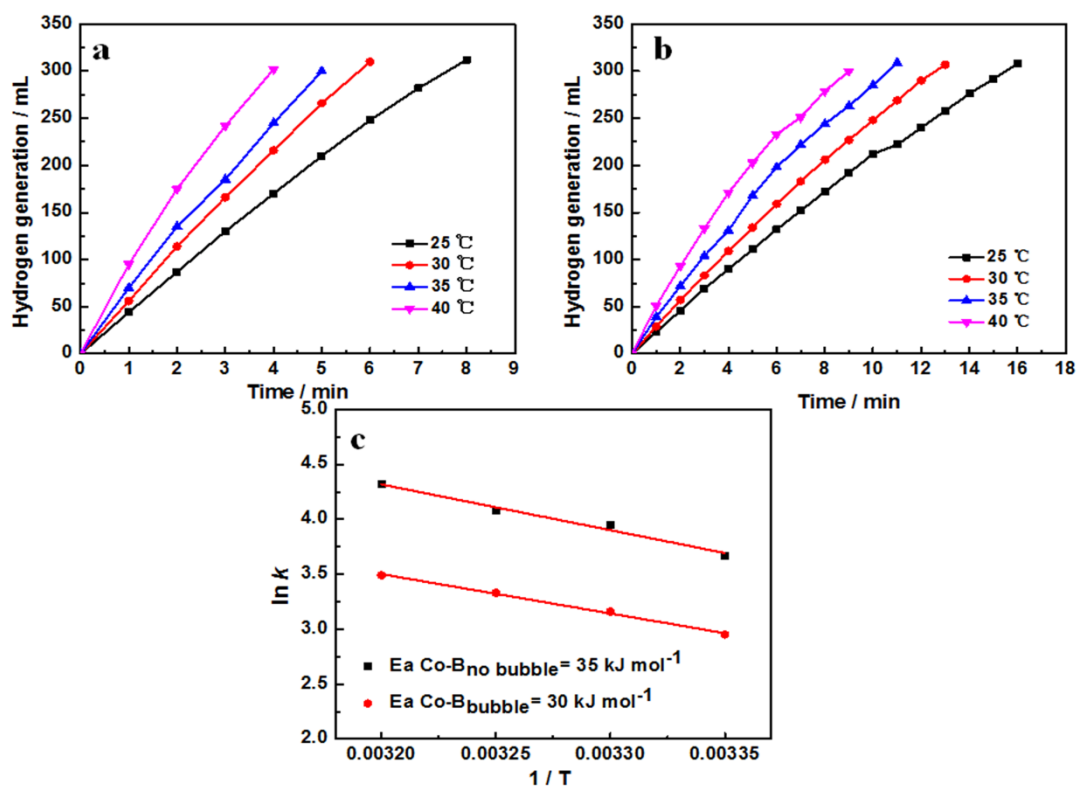 a
Hydrogen generation / mL
350
300
250
200
150
100
50
0
0 1 2 3 4 5 6 7 8 9
Time / min
25 ℃
30 ℃
35 ℃
40 ℃
b
Hydrogen generation / mL
350
300
250
200
150
100
50
0
0 2 4 6 8 10 12 14 16 18
Time / min
25 ℃
30 ℃
35 ℃
40 ℃
c
ln k
5.0
4.5
4.0
3.5
3.0
2.5
2.0
Ea Co-Bno bubble= 35 kJ mol-1
Ea Co-Bbubble= 30 kJ mol-1
0.00320 0.00325 0.00330 0.00335
1 / T